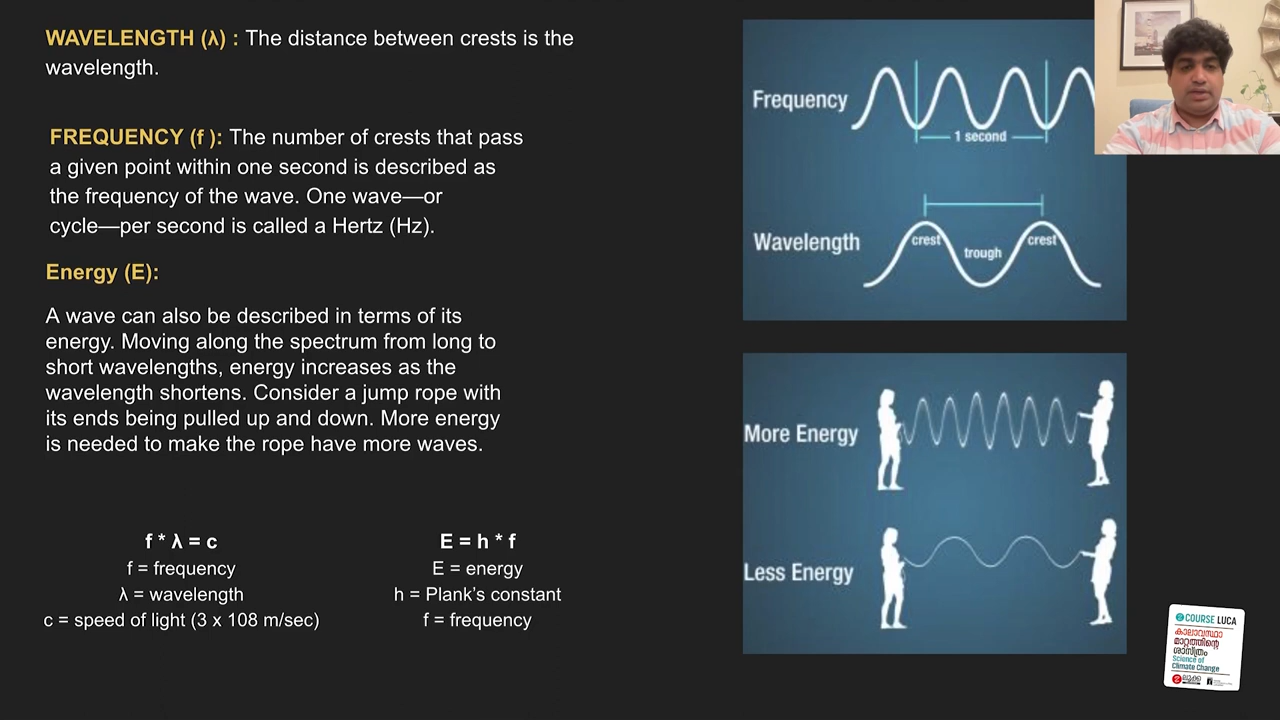 WAVELENGTH (λ) : The distance between crests is the
wavelength.
FREQUENCY (f ): The number of crests that pass
a given point within one second is described as
the frequency of the wave. One wave—or
cycle—per second is called a Hertz (Hz).
Energy (E):
A wave can also be described in terms of its
energy. Moving along the spectrum from long to
short wavelengths, energy increases as the
wavelength shortens. Consider a jump rope with
its ends being pulled up and down. More energy
is needed to make the rope have more waves.
f * λ = c
f = frequency
λ = wavelength
c = speed of light (3 x 108 m/sec)
E = h * f
E = energy
h = Plank's constant
f = frequency
Frequency
1 second
Wavelength
crest
trough
crest
More Energy
Less Energy
COURSE LUCA
കാലാവസ്ഥാ
മാറ്റത്തിന്റെ
ശാസ്ത്രം
Science of
Climate Change
ലൂക്ക